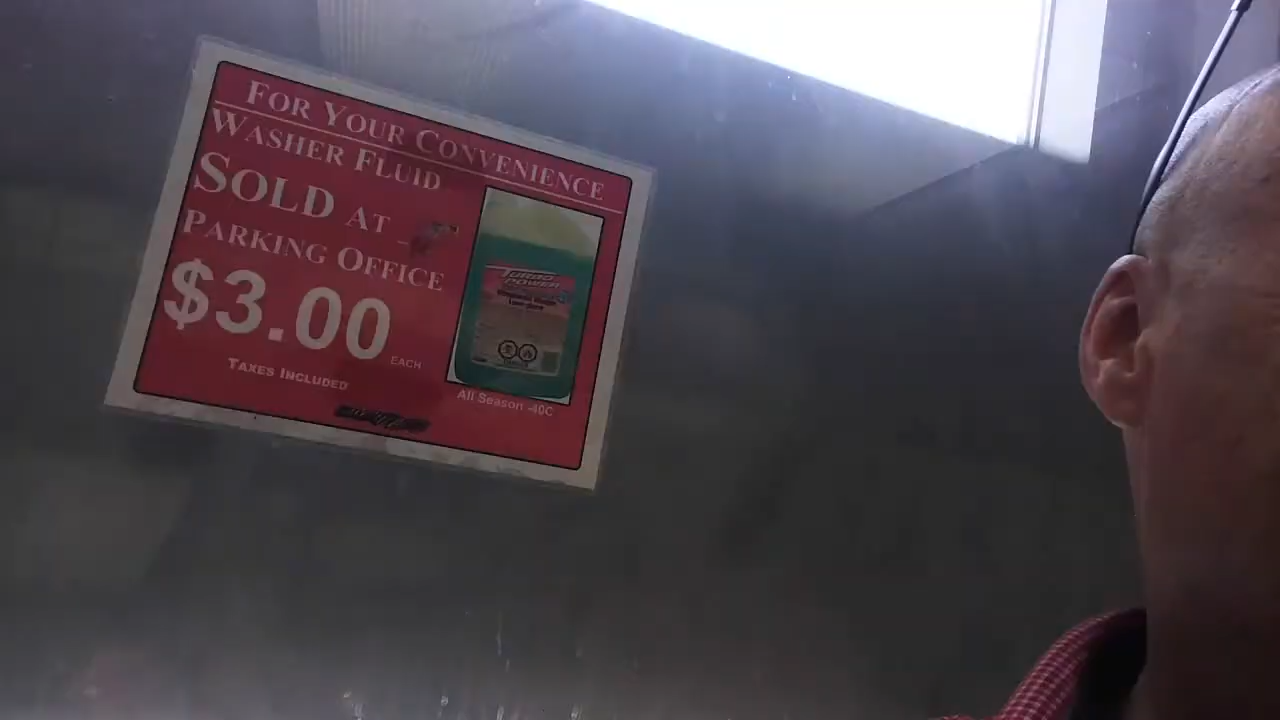 FOR YOUR CONVENIENCE
WASHER FLUID
SOLD AT
PARKING OFFICE
$3.00 EACH
TAXES INCLUDED
TURBO
POWER
All Season -40C